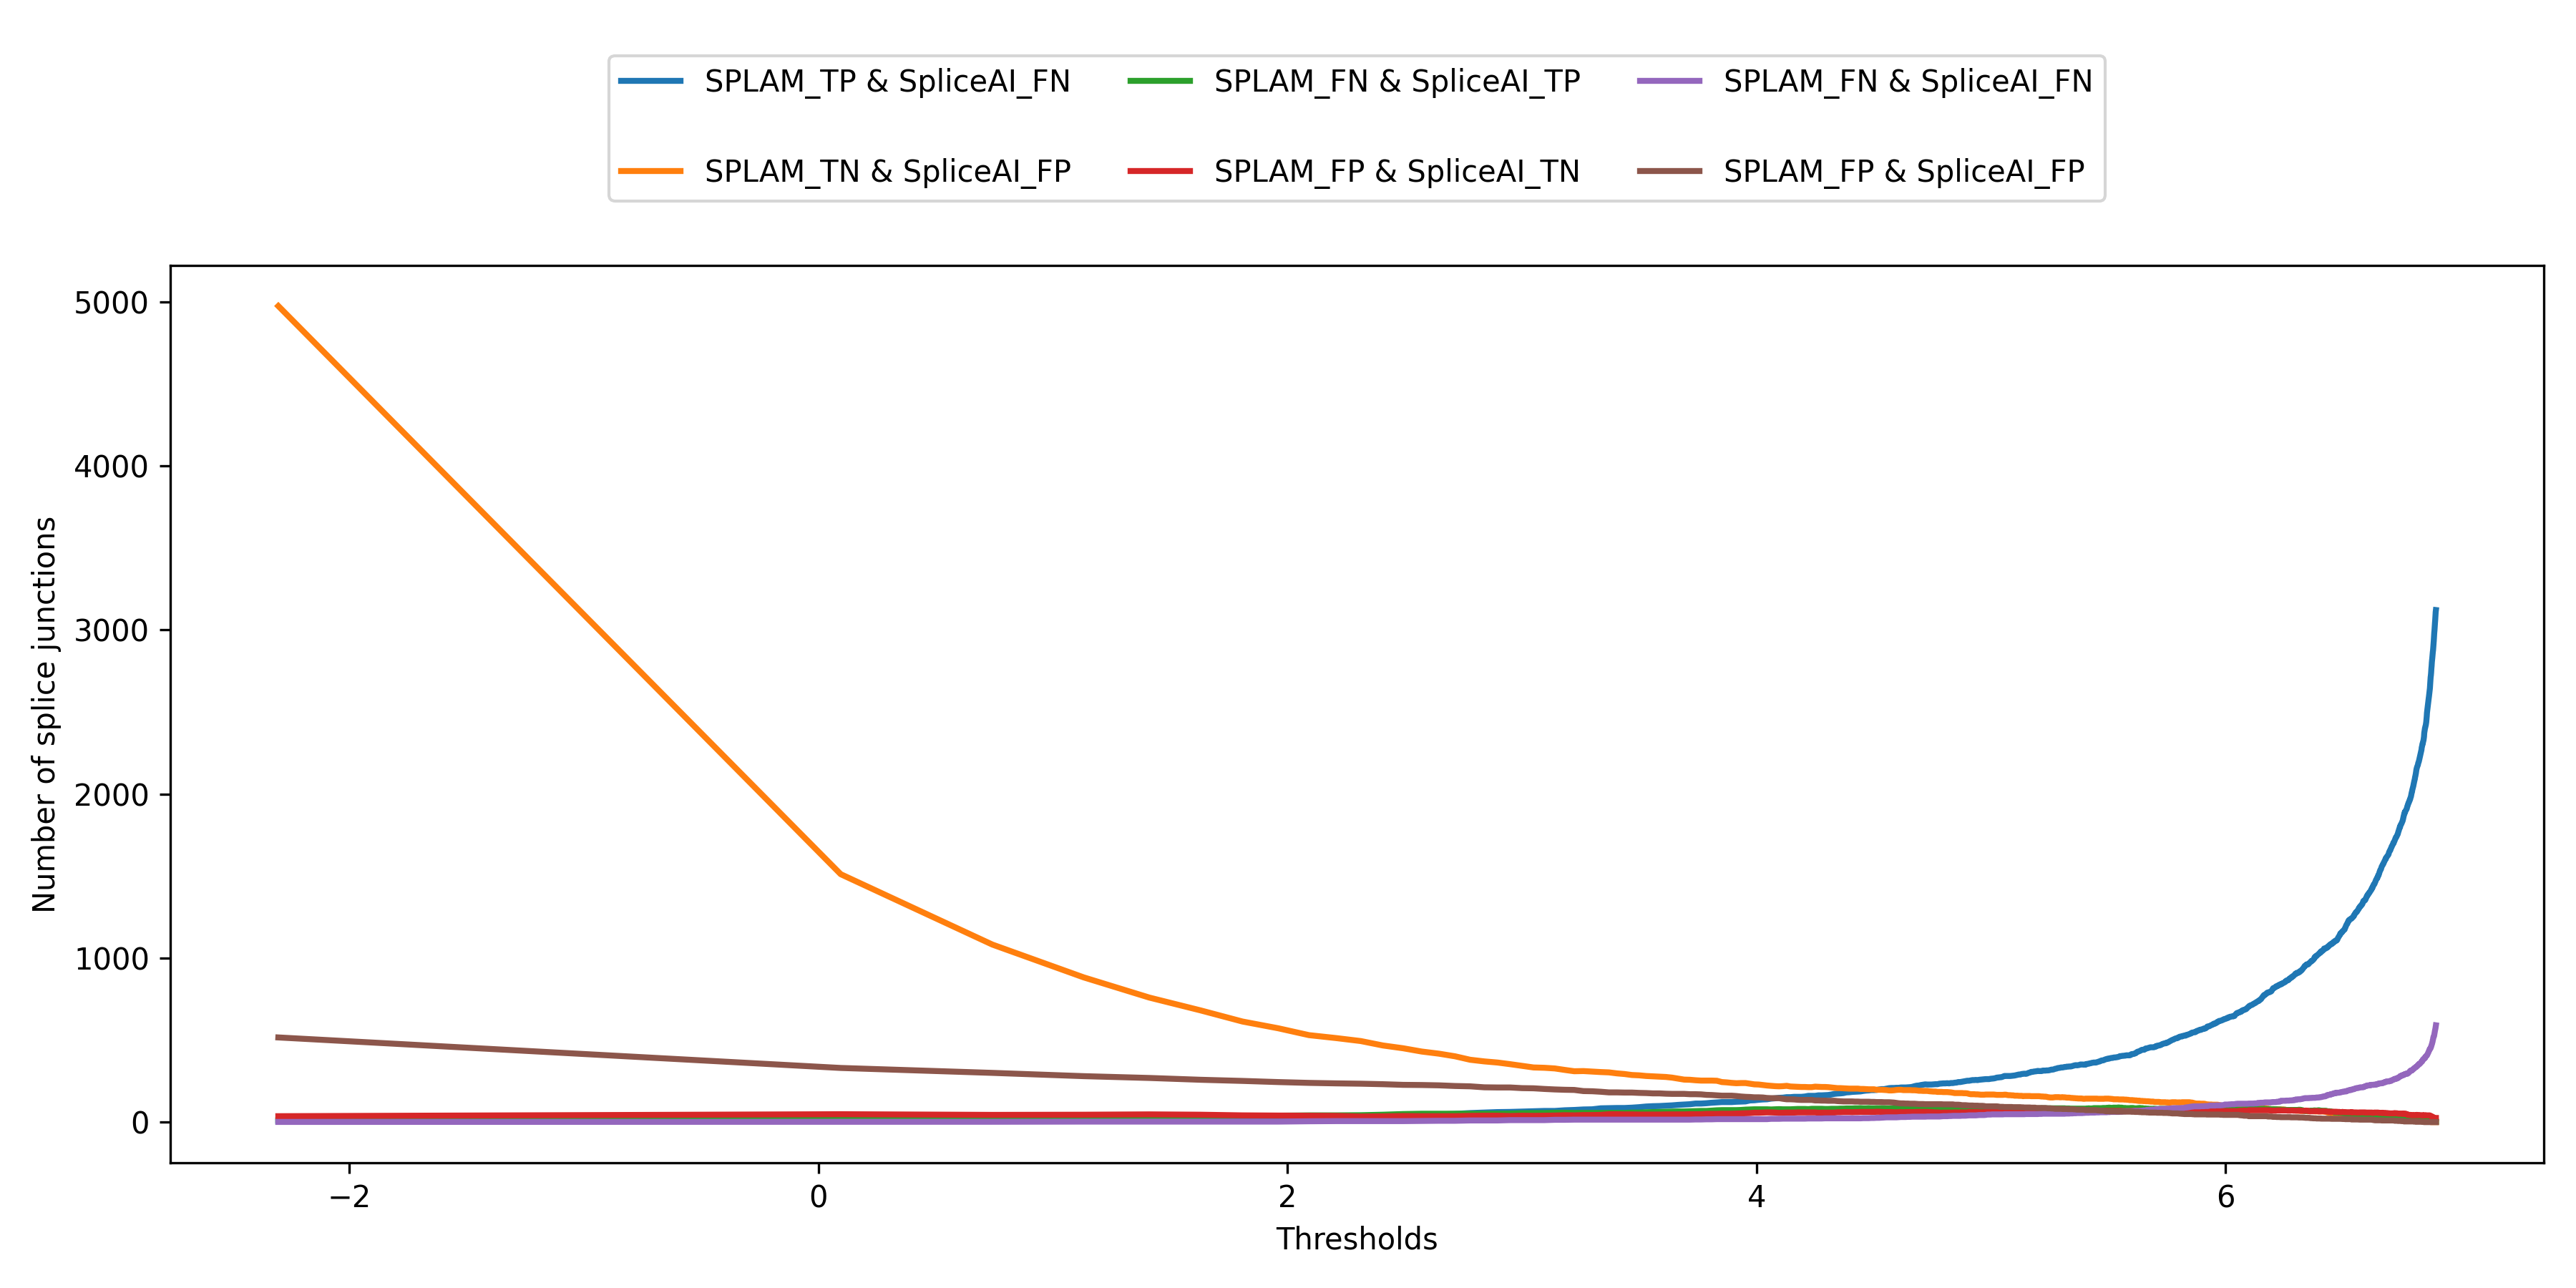 SPLAM_TP & SpliceAI_FN
SPLAM_FN & SpliceAI_TP
SPLAM_FN & SpliceAI_FN
SPLAM_TN & SpliceAI_FP
SPLAM_FP & SpliceAI_TN
SPLAM_FP & SpliceAI_FP
Number of splice junctions
5000
4000
3000
2000
1000
0
−2
0
2
4
6
Thresholds